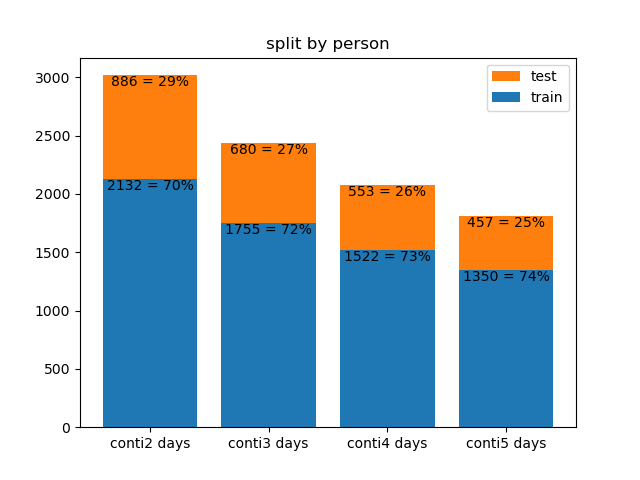 split by person
test
train
3000
2500
2000
1500
1000
500
0
886 = 29%
2132 = 70%
680 = 27%
1755 = 72%
553 = 26%
1522 = 73%
457 = 25%
1350 = 74%
conti2 days
conti3 days
conti4 days
conti5 days